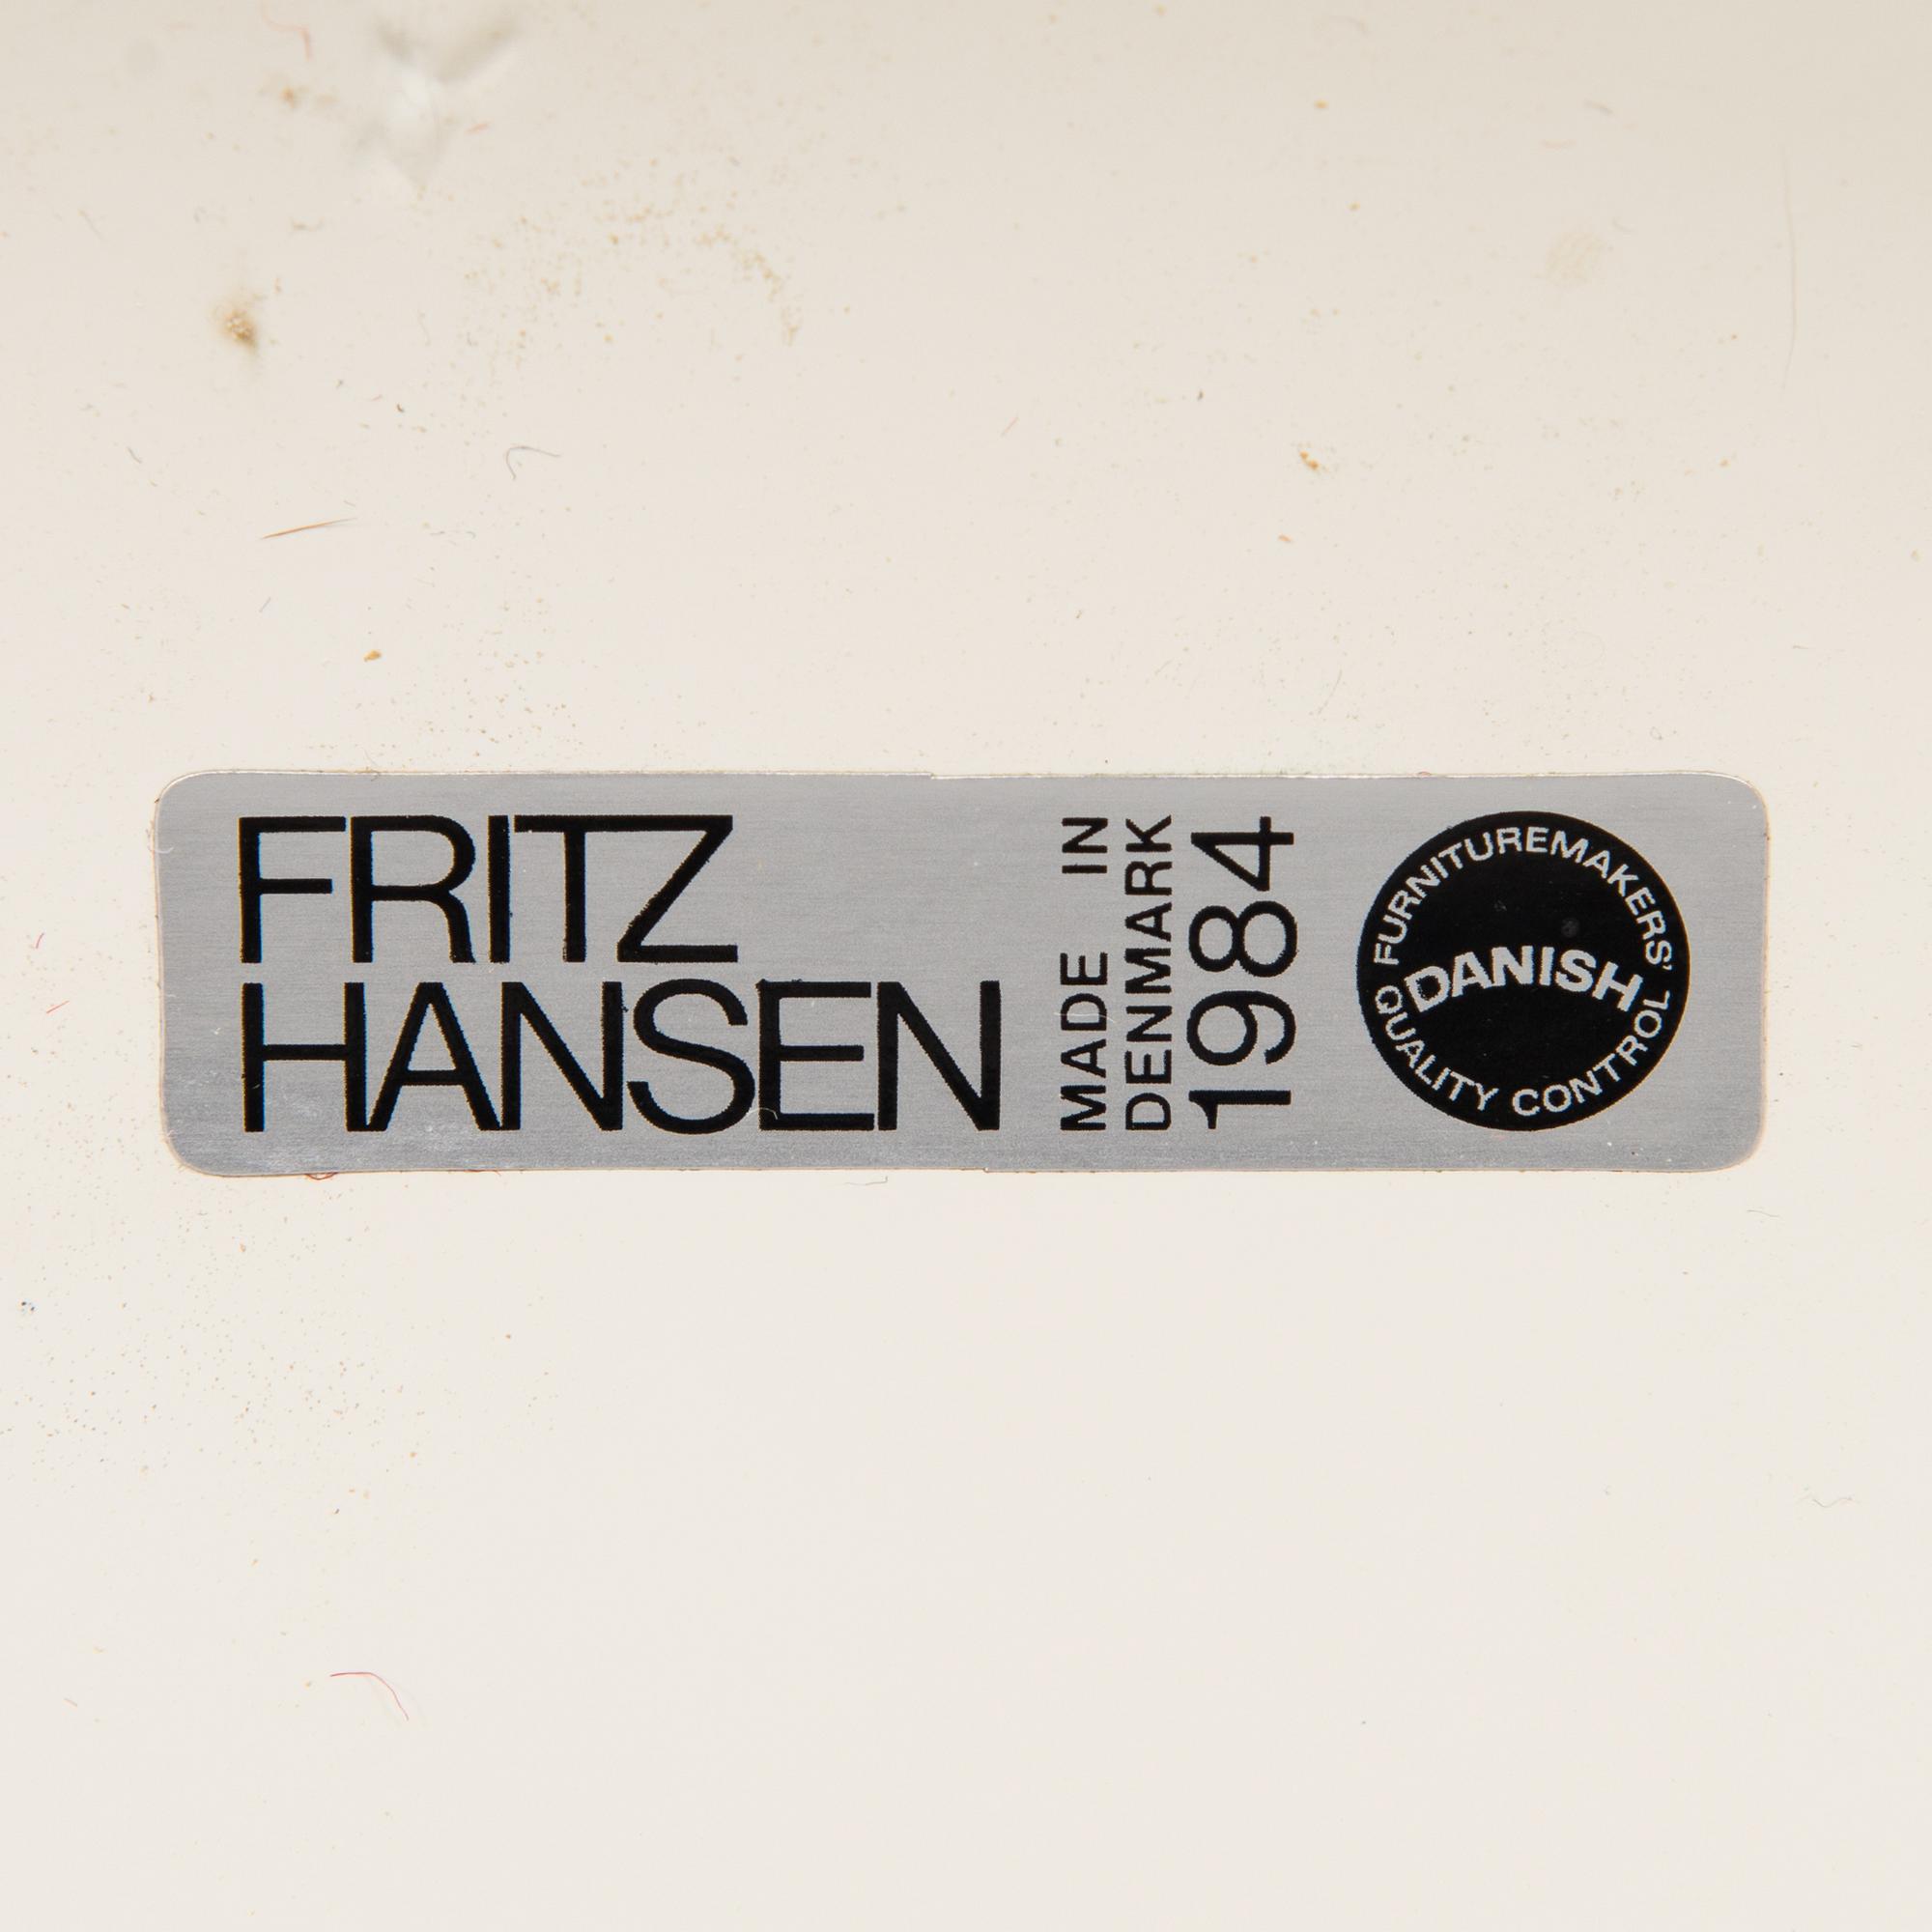 FRITZ
HANSEN
MADE IN
DENMARK
1984
FURNITUREMAKERS'
DANISH
QUALITY CONTROL